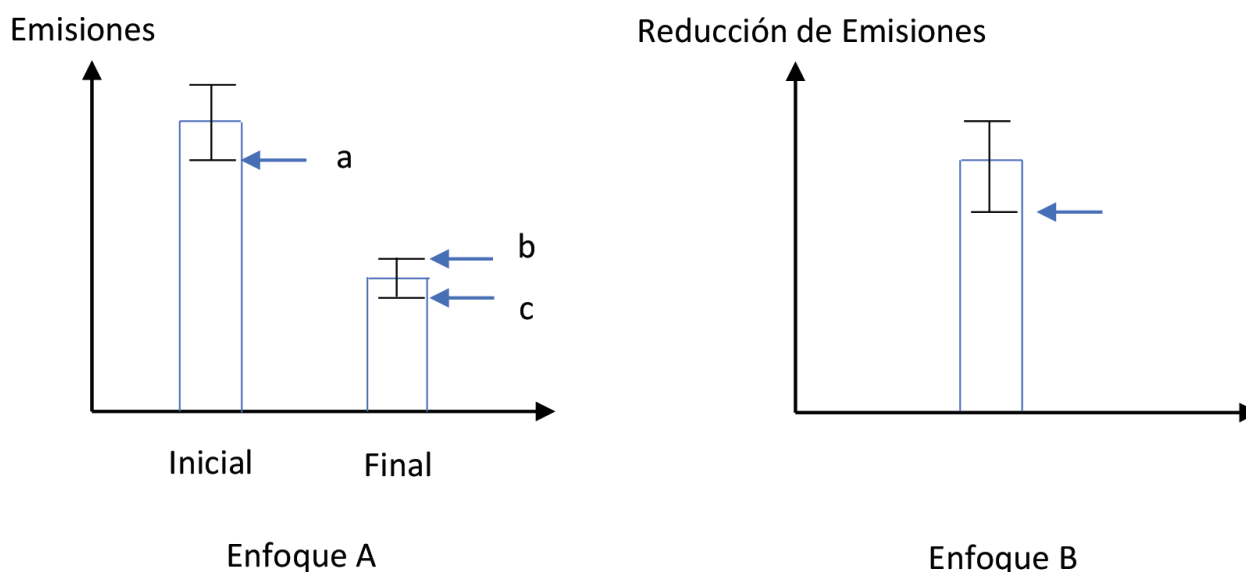 Emisiones
a
b
c
Inicial
Final
Enfoque A
Reducción de Emisiones
Enfoque B